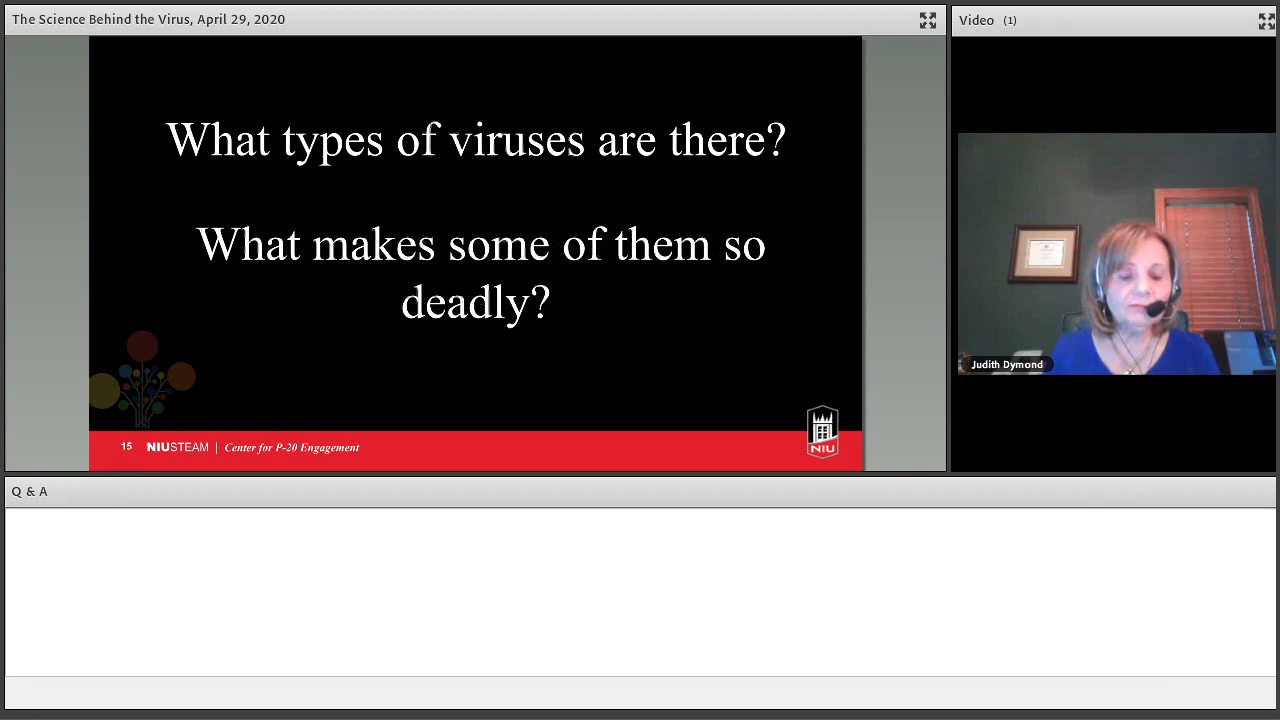 The Science Behind the Virus, April 29, 2020
Video (1)
What types of viruses are there?
What makes some of them so
deadly?
Judith Dymond
15 NIUSTEAM | Center for P-20 Engagement
NIU
Q & A